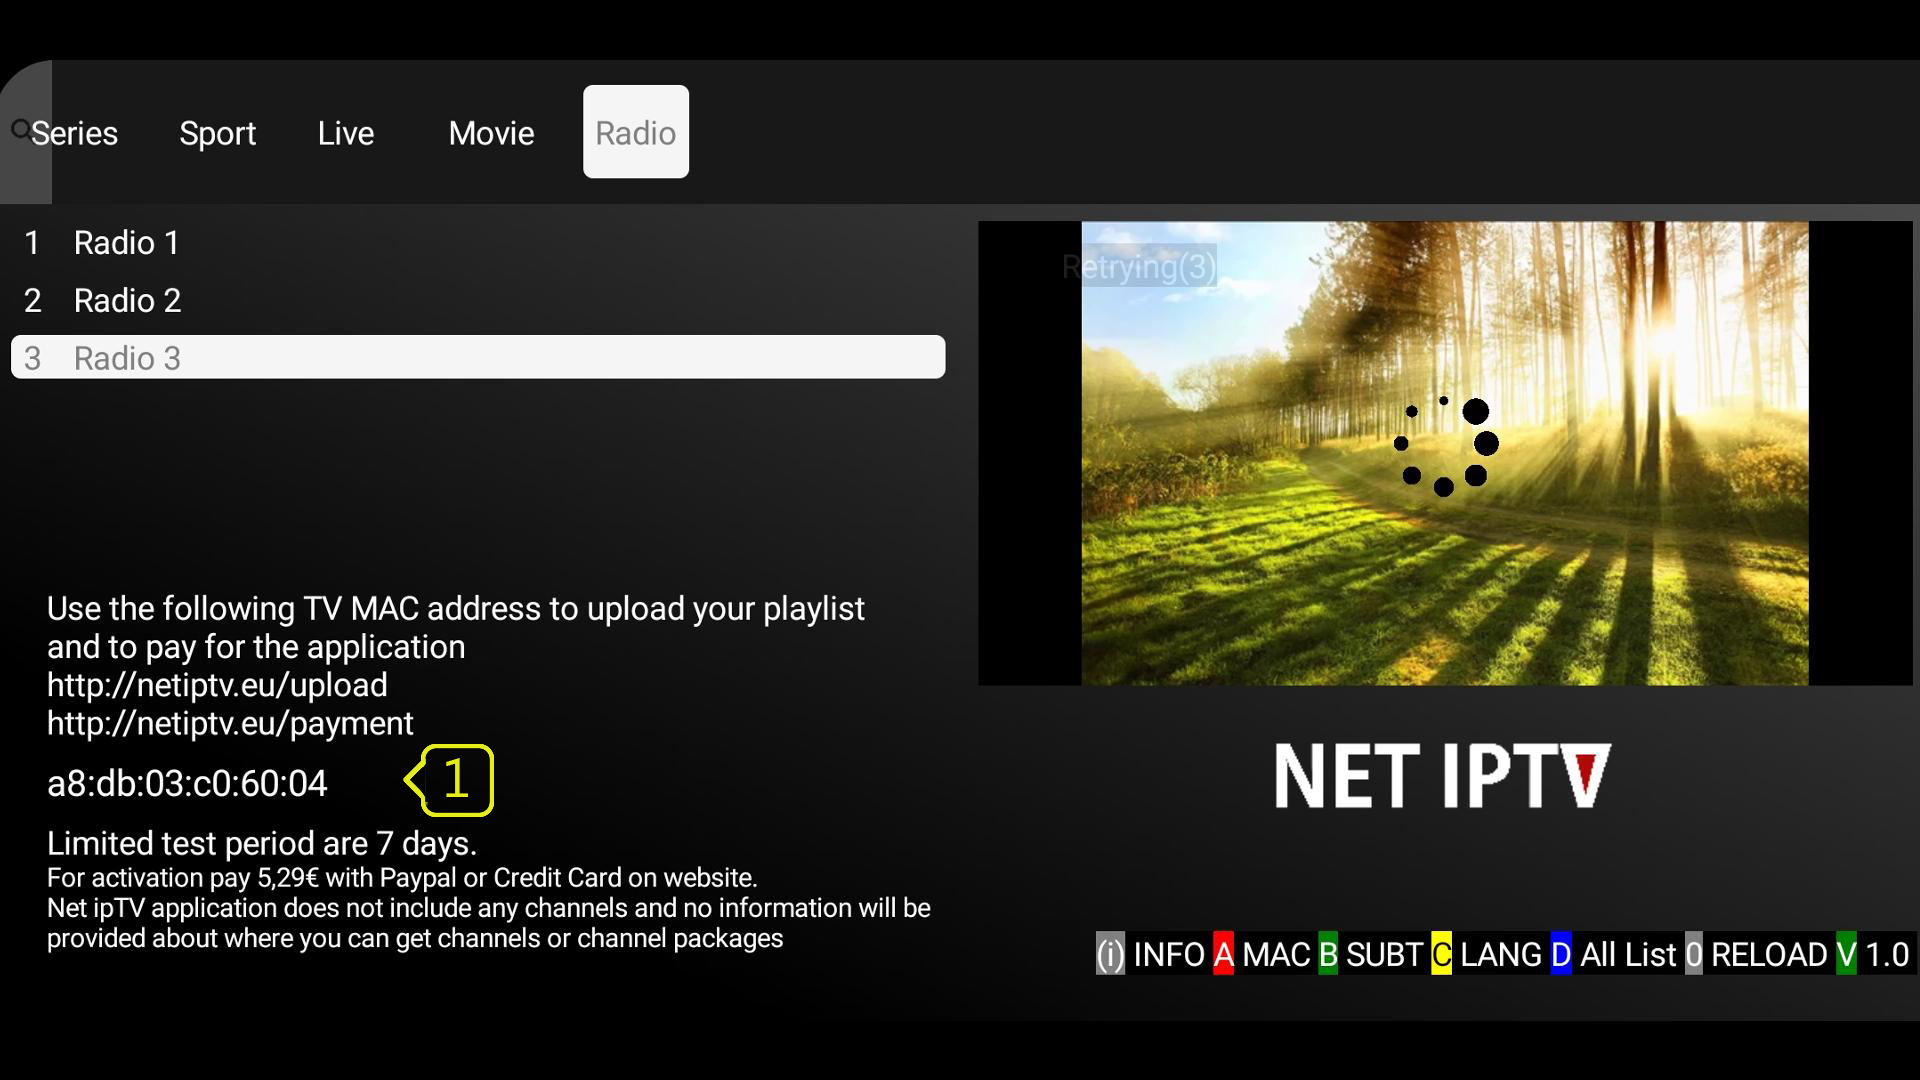 Series Sport Live Movie Radio
1 Radio 1
2 Radio 2
3 Radio 3
Retrying(3)
Use the following TV MAC address to upload your playlist
and to pay for the application
http://netiptv.eu/upload
http://netiptv.eu/payment
a8:db:03:c0:60:04
1
Limited test period are 7 days.
For activation pay 5,29€ with Paypal or Credit Card on website.
Net ipTV application does not include any channels and no information will be
provided about where you can get channels or channel packages
NET IPTV
(i) INFO A MAC B SUBT C LANG D All List 0 RELOAD V 1.0